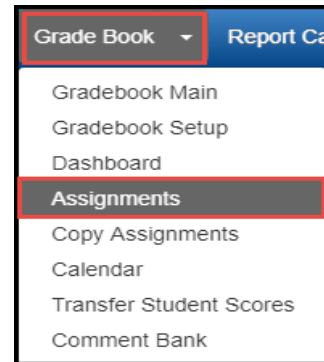 Grade Book Report Ca
Gradebook Main
Gradebook Setup
Dashboard
Assignments
Copy Assignments
Calendar
Transfer Student Scores
Comment Bank